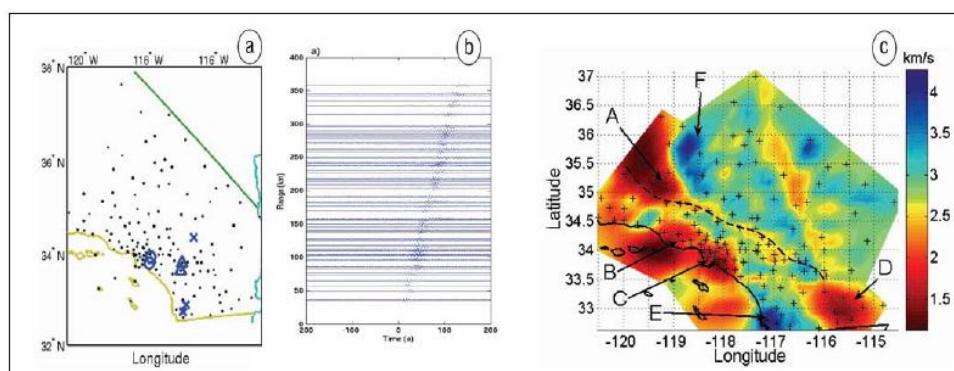 a
120° W
118° W
116° W
38° N
36° N
34° N
32° N
Longitude
b
a)
400
350
300
250
200
150
100
50
0
Range (km)
200
100
0
100
200
Time (s)
c
km/s
37
36.5
36
35.5
35
34.5
34
33.5
33
Latitude
-120
-119
-118
-117
-116
-115
Longitude
A
F
B
C
D
E
4
3.5
3
2.5
2
1.5